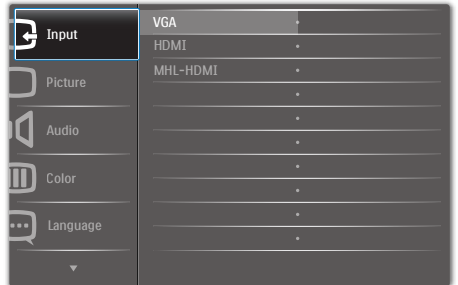 Input
Picture
Audio
Color
Language
VGA
HDMI
MHL-HDMI